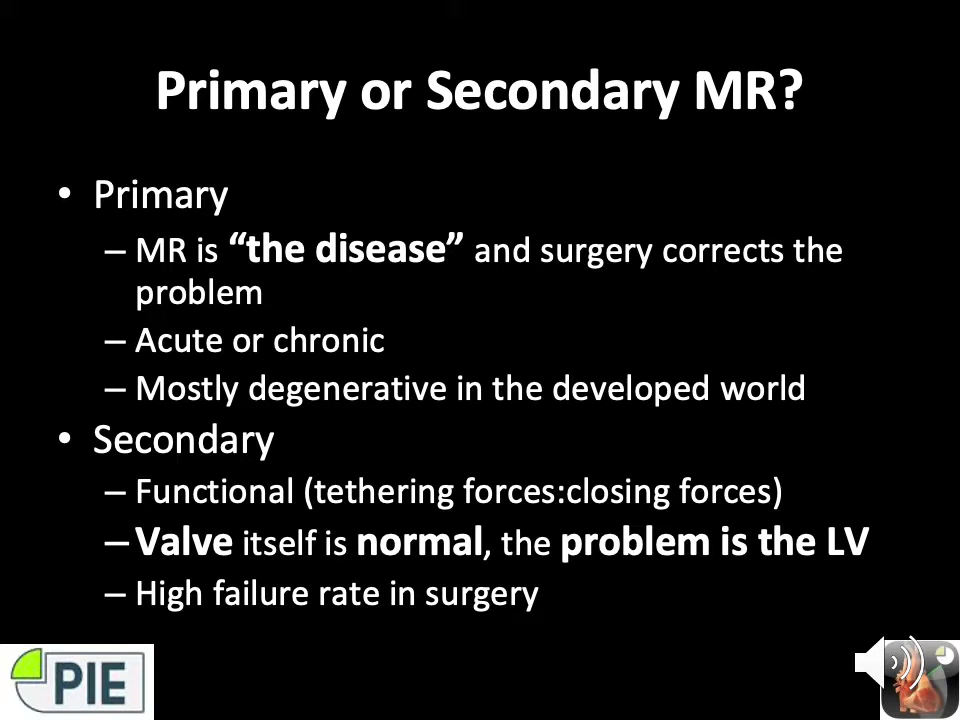 Primary or Secondary MR?
• Primary
– MR is “the disease” and surgery corrects the
problem
– Acute or chronic
– Mostly degenerative in the developed world
• Secondary
– Functional (tethering forces:closing forces)
– Valve itself is normal, the problem is the LV
– High failure rate in surgery
PIE